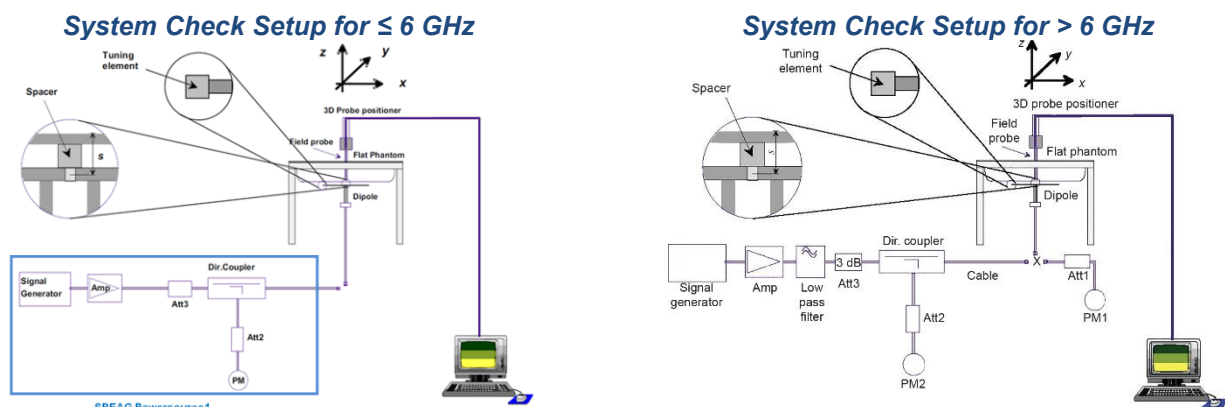 System Check Setup for ≤ 6 GHz
z
y
x
Tuning
element
Spacer
3D Probe positioner
s
Field probe
Flat Phantom
Dipole
Signal
Generator
Amp
Dir.Coupler
Att3
Att2
PM
SPEAG Powersource1
System Check Setup for > 6 GHz
z
y
x
Tuning
element
Spacer
3D probe positioner
s
Field
probe
Flat phantom
Dipole
Dir. coupler
3 dB
X
Cable
Att1
Signal
generator
Amp
Low
pass
filter
Att3
Att2
PM1
PM2